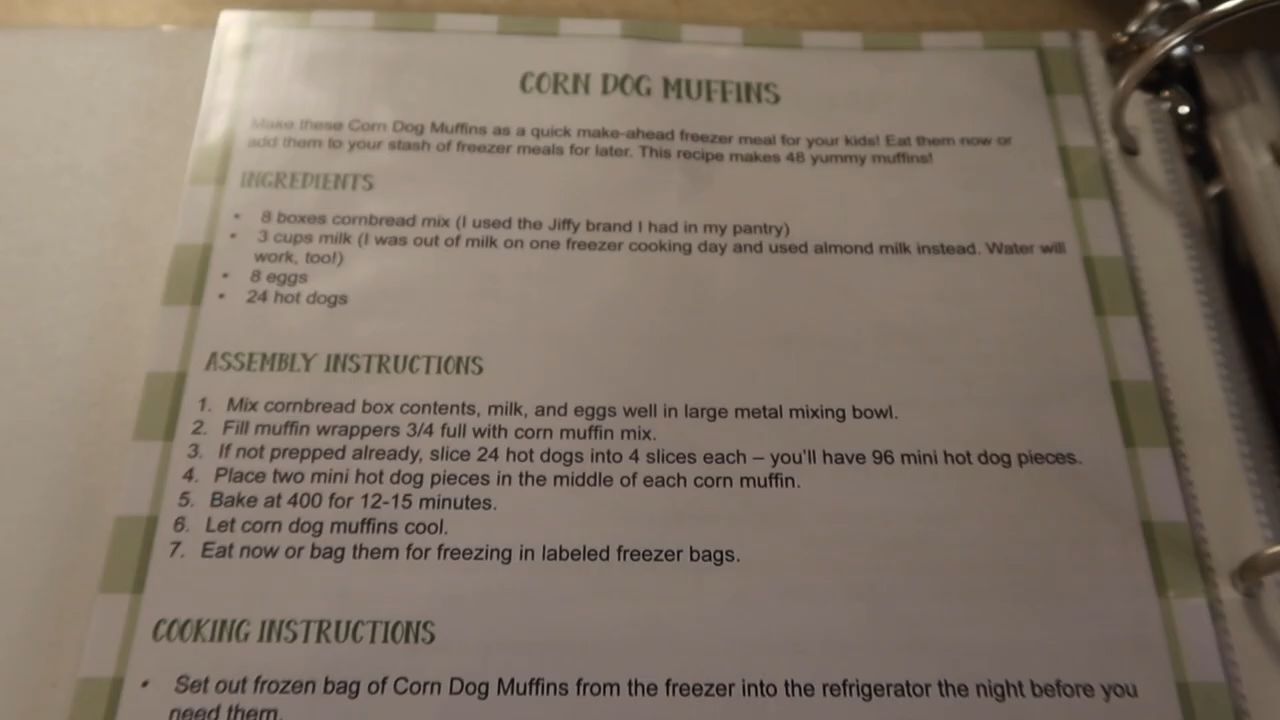 CORN DOG MUFFINS
Make these Corn Dog Muffins as a quick make-ahead freezer meal for your kids! Eat them now or
add them to your stash of freezer meals for later. This recipe makes 48 yummy muffins!
INGREDIENTS
• 8 boxes cornbread mix (I used the Jiffy brand I had in my pantry)
• 3 cups milk (I was out of milk on one freezer cooking day and used almond milk instead. Water will
work, too!)
• 8 eggs
• 24 hot dogs
ASSEMBLY INSTRUCTIONS
1. Mix cornbread box contents, milk, and eggs well in large metal mixing bowl.
2. Fill muffin wrappers 3/4 full with corn muffin mix.
3. If not prepped already, slice 24 hot dogs into 4 slices each – you'll have 96 mini hot dog pieces.
4. Place two mini hot dog pieces in the middle of each corn muffin.
5. Bake at 400 for 12-15 minutes.
6. Let corn dog muffins cool.
7. Eat now or bag them for freezing in labeled freezer bags.
COOKING INSTRUCTIONS
• Set out frozen bag of Corn Dog Muffins from the freezer into the refrigerator the night before you
need them.